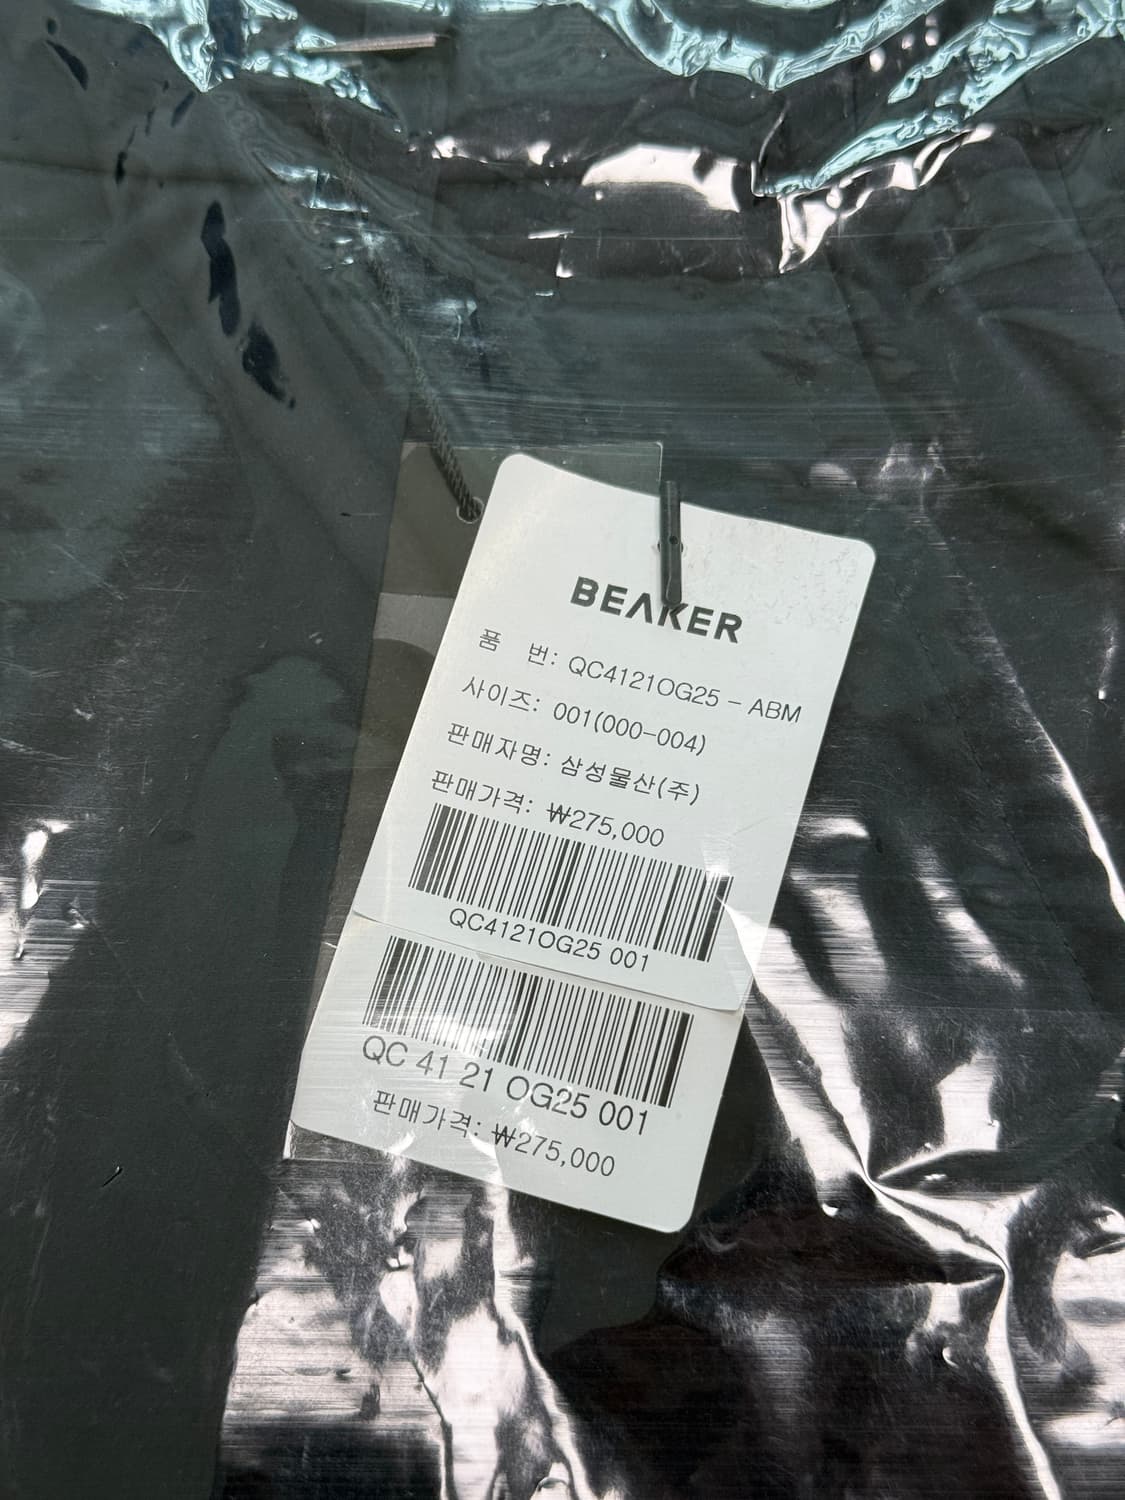 BEAKER
품 번: QC4121OG25 - ABM
사이즈: 001(000-004)
판매자명: 삼성물산(주)
판매가격: ₩275,000
QC4121OG25 001
QC 41 21 OG25 001
판매가격: ₩275,000